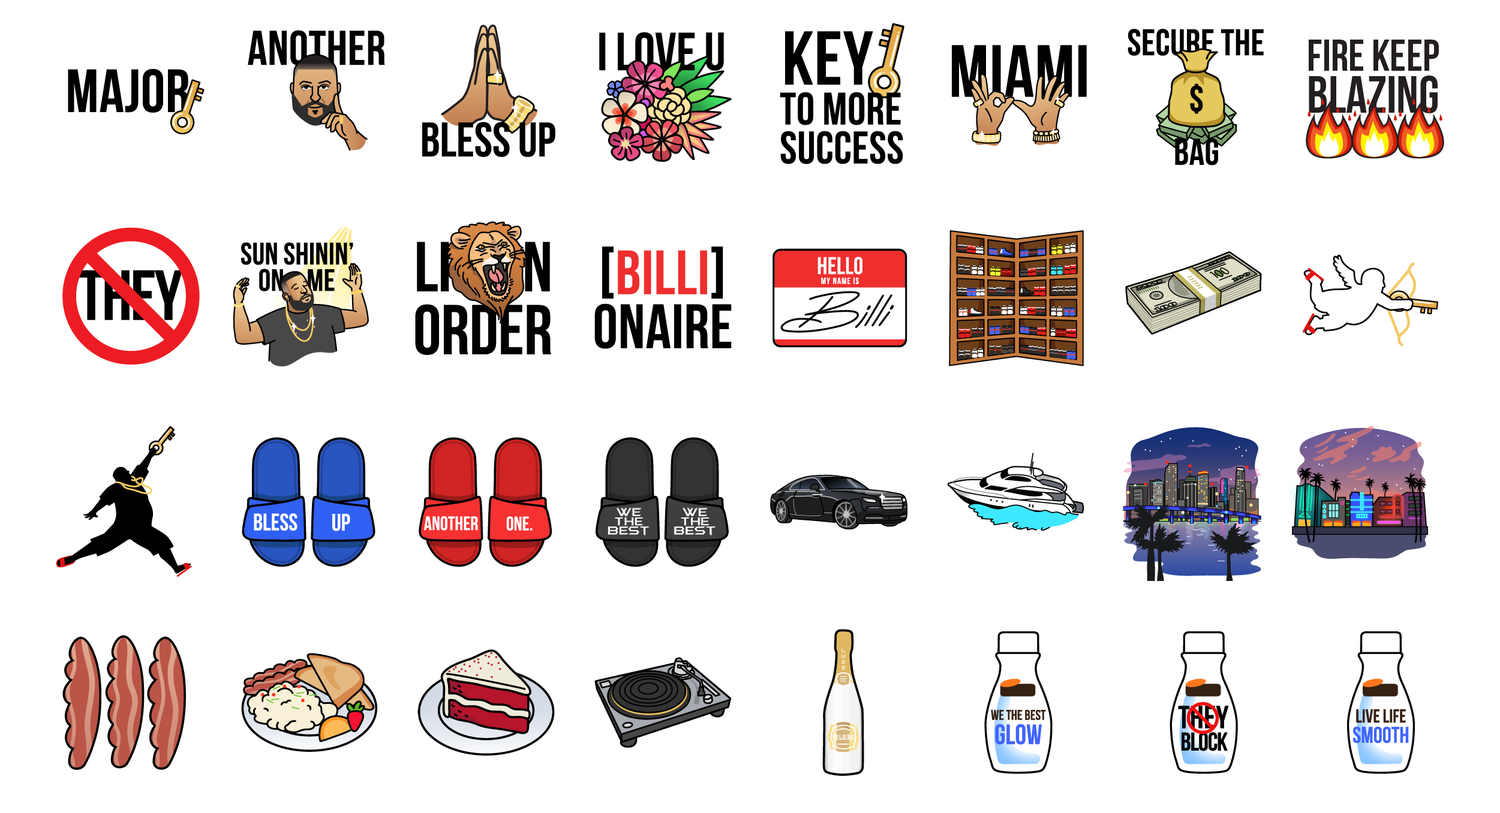 MAJOR
ANOTHER
BLESS UP
I LOVE U
KEY
TO MORE
SUCCESS
MIAMI
SECURE THE
$
BAG
FIRE KEEP
BLAZING
THEY
SUN SHININ'
ON ME
LION
ORDER
[BILLI]
ONAIRE
HELLO
MY NAME IS
Billi
100
BLESS UP
ANOTHER ONE.
WE WE
THE THE
BEST BEST
LUXE
WE THE BEST
GLOW
THEY
BLOCK
LIVE LIFE
SMOOTH